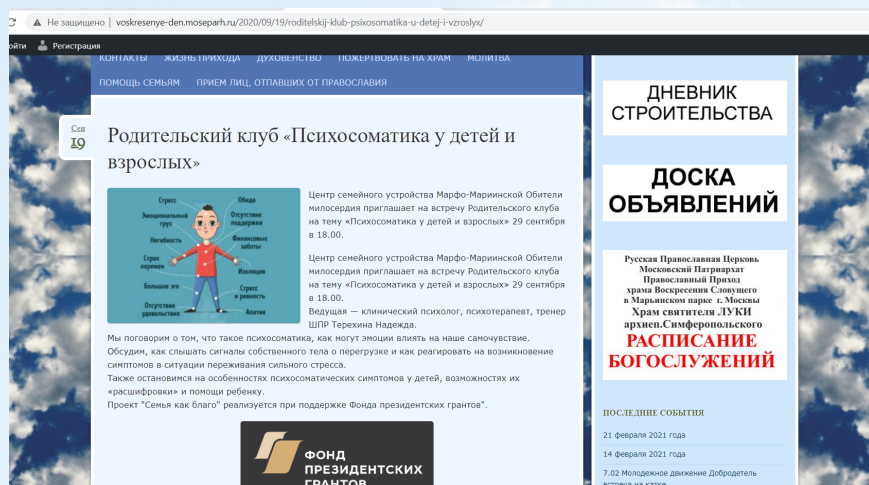 Не защищено | voskresenye-den.moseparh.ru/2020/09/19/roditelskij-klub-psixosomatika-u-detej-i-vzroslyx/
ойти Регистрация
КОНТАКТЫ ЖИЗНЬ ПРИХОДА ДУХОВЕНСТВО ПОЖЕРТВОВАТЬ НА ХРАМ МОЛИТВА
ПОМОЩЬ СЕМЬЯМ ПРИЕМ ЛИЦ, ОТПАВШИХ ОТ ПРАВОСЛАВИЯ
Сен
19
Родительский клуб «Психосоматика у детей и
взрослых»
Стресс
Обида
Эмоциональный
груз
Отсутствие
поддержки
Негибкость
Финансовые
заботы
Страх
перемен
Изоляция
Большое эго
Стресс
и ревность
Отсутствие
удовольствия
Апатия
Центр семейного устройства Марфо-Мариинской Обители
милосердия приглашает на встречу Родительского клуба
на тему «Психосоматика у детей и взрослых» 29 сентября
в 18.00.
Центр семейного устройства Марфо-Мариинской Обители
милосердия приглашает на встречу Родительского клуба
на тему «Психосоматика у детей и взрослых» 29 сентября
в 18.00.
Ведущая — клинический психолог, психотерапевт, тренер
ШПР Терехина Надежда.
Мы поговорим о том, что такое психосоматика, как могут эмоции влиять на наше самочувствие.
Обсудим, как слышать сигналы собственного тела о перегрузке и как реагировать на возникновение
симптомов в ситуации переживания сильного стресса.
Также остановимся на особенностях психосоматических симптомов у детей, возможностях их
«расшифровки» и помощи ребенку.
Проект "Семья как благо" реализуется при поддержке Фонда президентских грантов".
ФОНД
ПРЕЗИДЕНТСКИХ
ГРАНТОВ
ДНЕВНИК
СТРОИТЕЛЬСТВА
ДОСКА
ОБЪЯВЛЕНИЙ
Русская Православная Церковь
Московский Патриархат
Православный Приход
храма Воскресения Словущего
в Марьинском парке г. Москвы
Храм святителя ЛУКИ
архиеп.Симферопольского
РАСПИСАНИЕ
БОГОСЛУЖЕНИЙ
ПОСЛЕДНИЕ СОБЫТИЯ
21 февраля 2021 года
14 февраля 2021 года
7.02 Молодежное движение Добродетель
встреча на катке